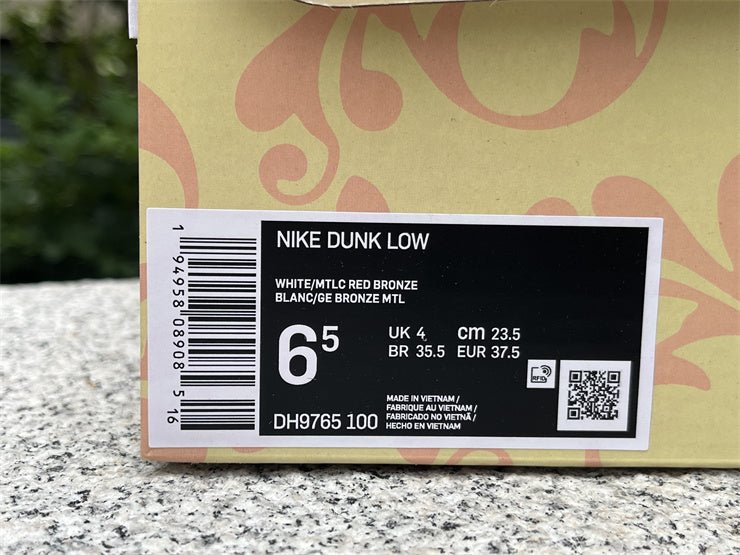 NIKE DUNK LOW
WHITE/MTLC RED BRONZE
BLANC/GE BRONZE MTL
6 5
UK 4 cm 23.5
BR 35.5 EUR 37.5
RFID
DH9765 100
MADE IN VIETNAM /
FABRIQUE AU VIETNAM /
FABRICADO NO VIETNÃ /
HECHO EN VIETNAM
1 94958 08908 5 16